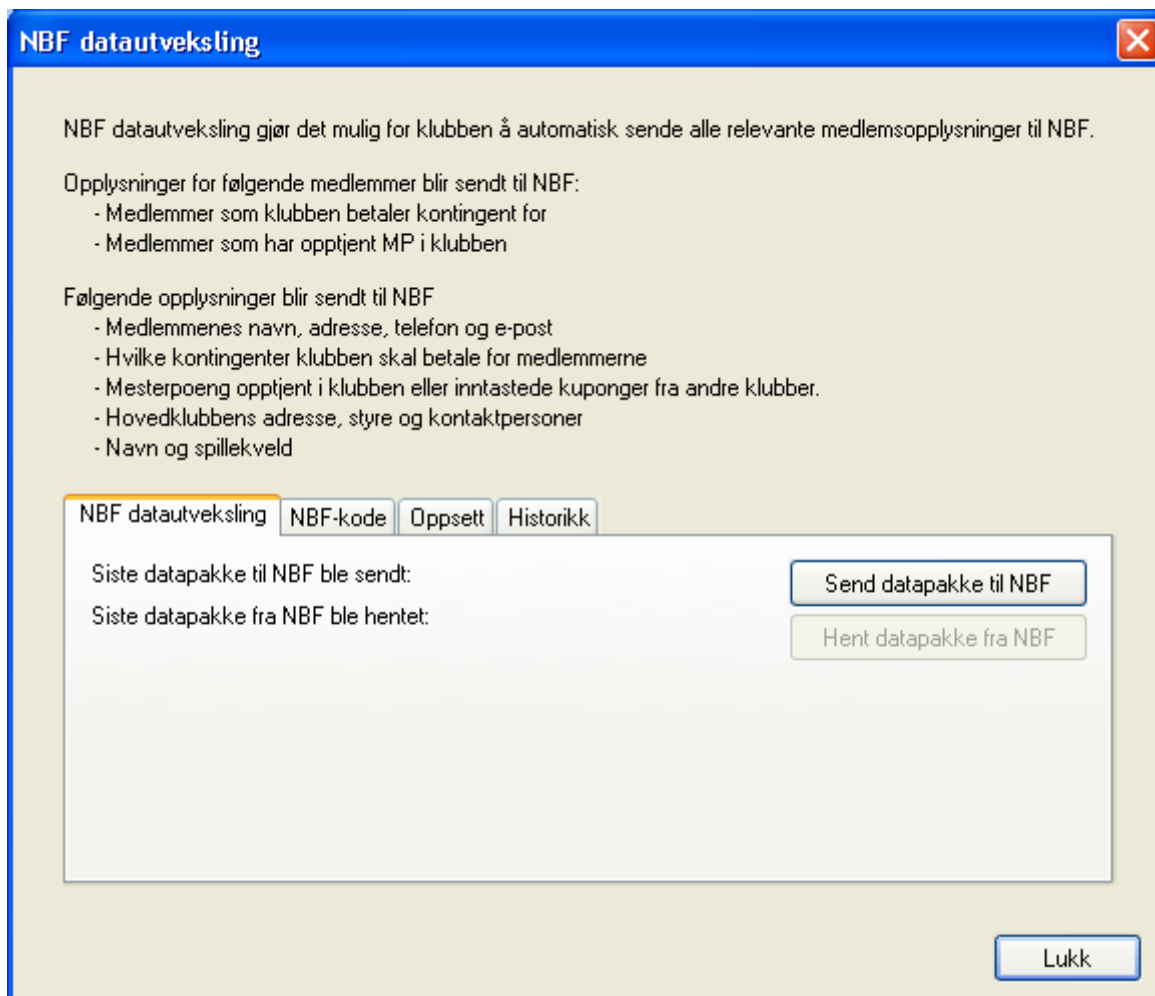 NBF datautveksling
NBF datautveksling gjør det mulig for klubben å automatisk sende alle relevante medlemsopplysninger til NBF.
Opplysninger for følgende medlemmer blir sendt til NBF:
- Medlemmer som klubben betaler kontingent for
- Medlemmer som har opptjent MP i klubben
Følgende opplysninger blir sendt til NBF
- Medlemmenes navn, adresse, telefon og e-post
- Hvilke kontingenter klubben skal betale for medlemmerne
- Mesterpoeng opptjent i klubben eller inntastede kuponger fra andre klubber.
- Hovedklubbens adresse, styre og kontaktpersoner
- Navn og spillekveld
NBF datautveksling NBF-kode Oppsett Historikk
Siste datapakke til NBF ble sendt: Send datapakke til NBF
Siste datapakke fra NBF ble hentet: Hent datapakke fra NBF
Lukk